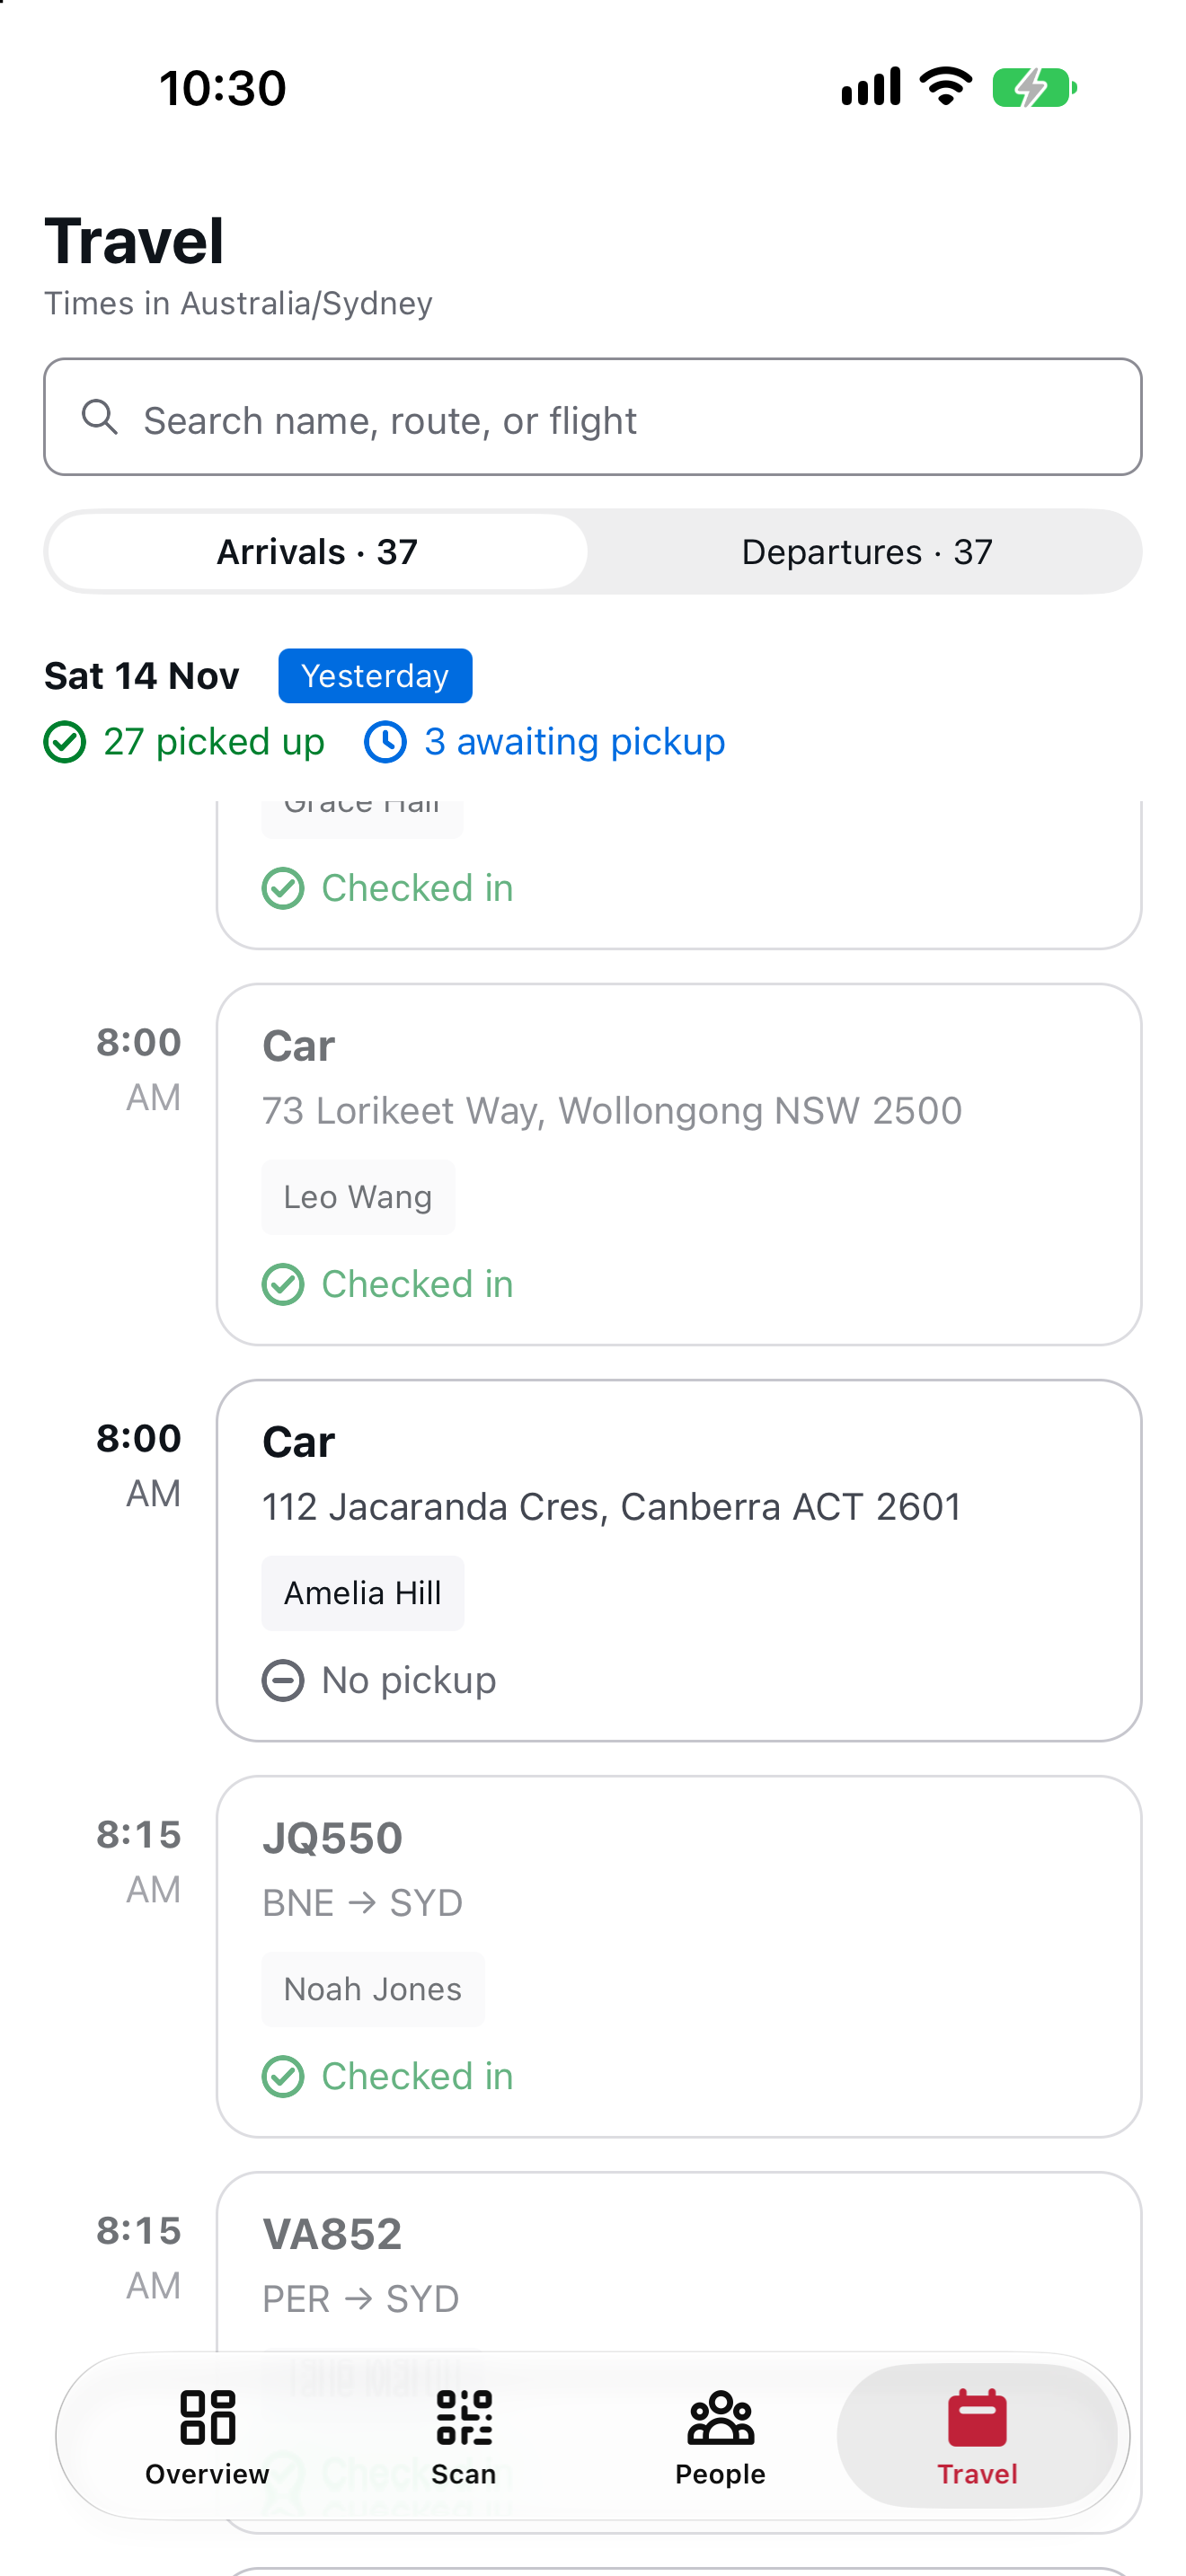 10:30
Travel
Times in Australia/Sydney
Search name, route, or flight
Arrivals · 37
Departures · 37
Sat 14 Nov
Yesterday
27 picked up
3 awaiting pickup
Grace Hall
Checked in
8:00
AM
Car
73 Lorikeet Way, Wollongong NSW 2500
Leo Wang
Checked in
8:00
AM
Car
112 Jacaranda Cres, Canberra ACT 2601
Amelia Hill
No pickup
8:15
AM
JQ550
BNE → SYD
Noah Jones
Checked in
8:15
AM
VA852
PER → SYD
Overview
Scan
People
Travel